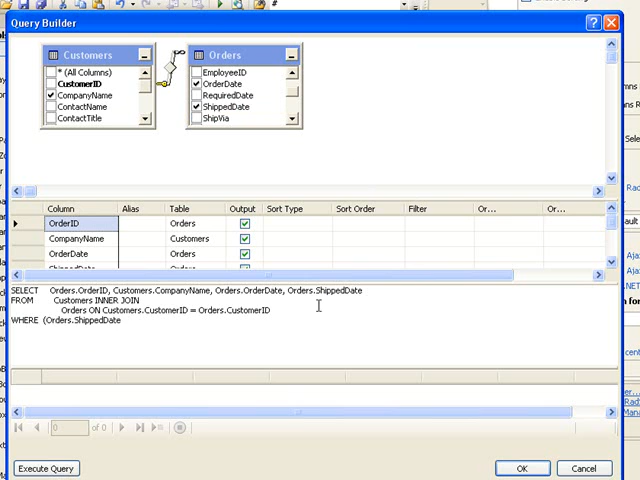 #
Query Builder
Customers
Orders
* (All Columns)
CustomerID
CompanyName
ContactName
ContactTitle
EmployeeID
OrderDate
RequiredDate
ShippedDate
ShipVia
Column Alias Table Output Sort Type Sort Order Filter Or... Or...
OrderID Orders
CompanyName Customers
OrderDate Orders
SELECT Orders.OrderID, Customers.CompanyName, Orders.OrderDate, Orders.ShippedDate
FROM Customers INNER JOIN
Orders ON Customers.CustomerID = Orders.CustomerID
WHERE (Orders.ShippedDate
0 of 0
Execute Query
OK
Cancel